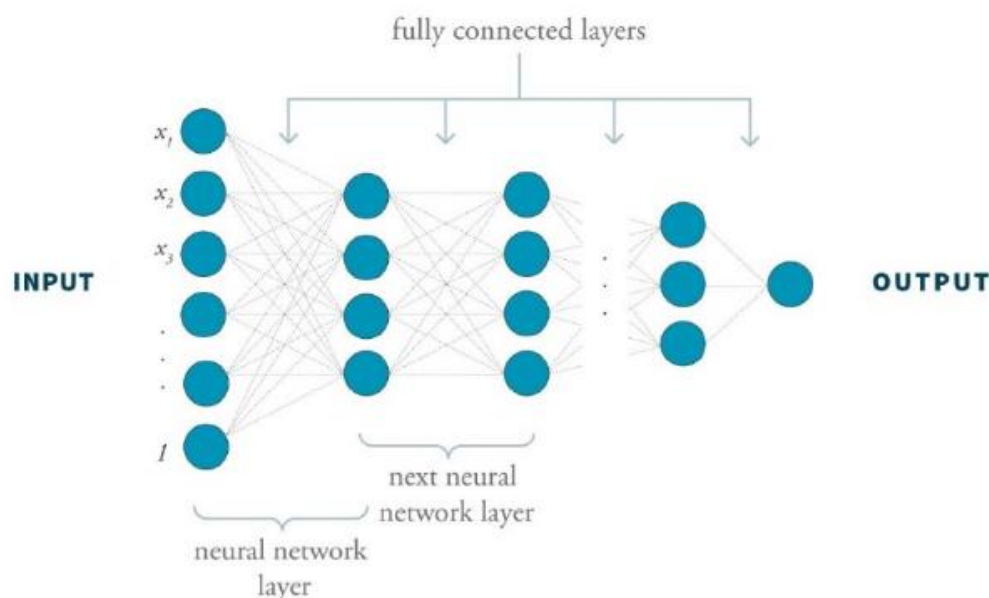 fully connected layers
x1
x2
x3
INPUT
OUTPUT
.
.
.
.
.
.
1
next neural
network layer
neural network
layer